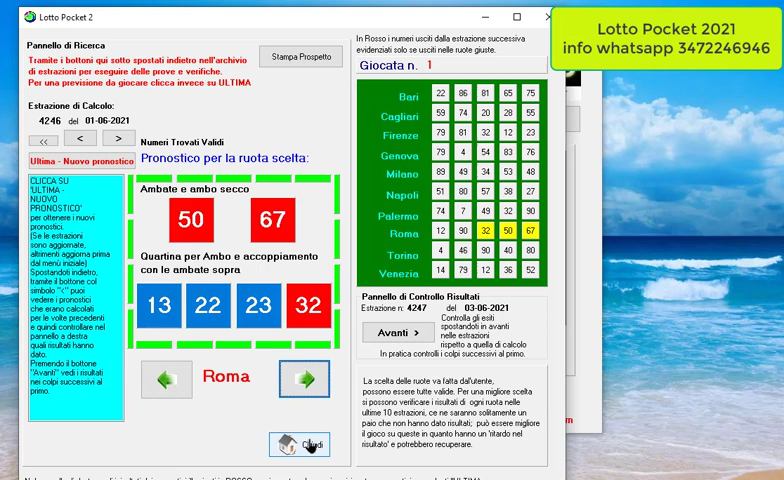 Lotto Pocket 2
Lotto Pocket 2021
info whatsapp 3472246946
Pannello di Ricerca
Tramite i bottoni qui sotto spostati indietro nell'archivio
di estrazioni per eseguire delle prove e verifiche.
Per una previsione da giocare clicca invece su ULTIMA
Stampa Prospetto
Estrazione di Calcolo:
4246 del 01-06-2021
<< < >
Ultima - Nuovo pronostico
Numeri Trovati Validi
Pronostico per la ruota scelta:
CLICCA SU
'ULTIMA -
NUOVO
PRONOSTICO'
per ottenere i nuovi
pronostici.
(Se le estrazioni
sono aggiornate,
altrimenti aggiorna prima
dal menù iniziale)
Spostandoti indietro,
tramite il bottone col
simbolo "<" puoi
vedere i pronostici
che erano calcolati
per le volte precedenti
e quindi controllare nel
pannello a destra
quali risultati hanno
dato.
Premendo il bottone
"Avanti" vedi i risultati
nei colpi successivi al
primo.
Ambate e ambo secco
50 67
Quartina per Ambo e accoppiamento
con le ambate sopra
13 22 23 32
Roma
In Rosso i numeri usciti dalla estrazione successiva
evidenziati solo se usciti nelle ruote giuste.
Giocata n. 1
Bari 22 86 81 65 75
Cagliari 59 74 20 28 55
Firenze 79 81 32 12 23
Genova 79 4 54 83 76
Milano 89 49 34 53 48
Napoli 51 80 57 38 27
Palermo 74 7 49 32 90
Roma 12 90 32 50 67
Torino 4 46 90 40 80
Venezia 14 79 12 36 52
Pannello di Controllo Risultati
Estrazione n: 4247 del 03-06-2021
Avanti >
Controlla gli esiti
spostandoti in avanti
nelle estrazioni
rispetto a quella di calcolo
In pratica controlli i colpi successivi al primo.
La scelta delle ruote va fatta dall'utente,
possono essere tutte valide. Per una migliore scelta
si possono verificare i risultati di ogni ruota nelle
ultime 10 estrazioni, ce ne saranno solitamente un
paio che non hanno dato risultati; può essere migliore
il gioco su queste in quanto hanno un 'ritardo nel
risultato' e potrebbero recuperare.